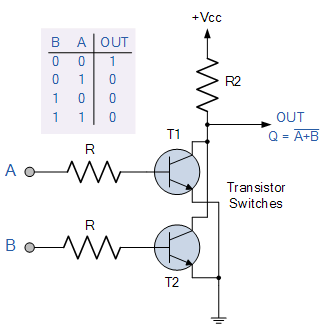 +Vcc
B A OUT
0 0 1
0 1 0
1 0 0
1 1 0
R2
OUT
Q = A+B
T1
R
A
Transistor
Switches
R
B
T2